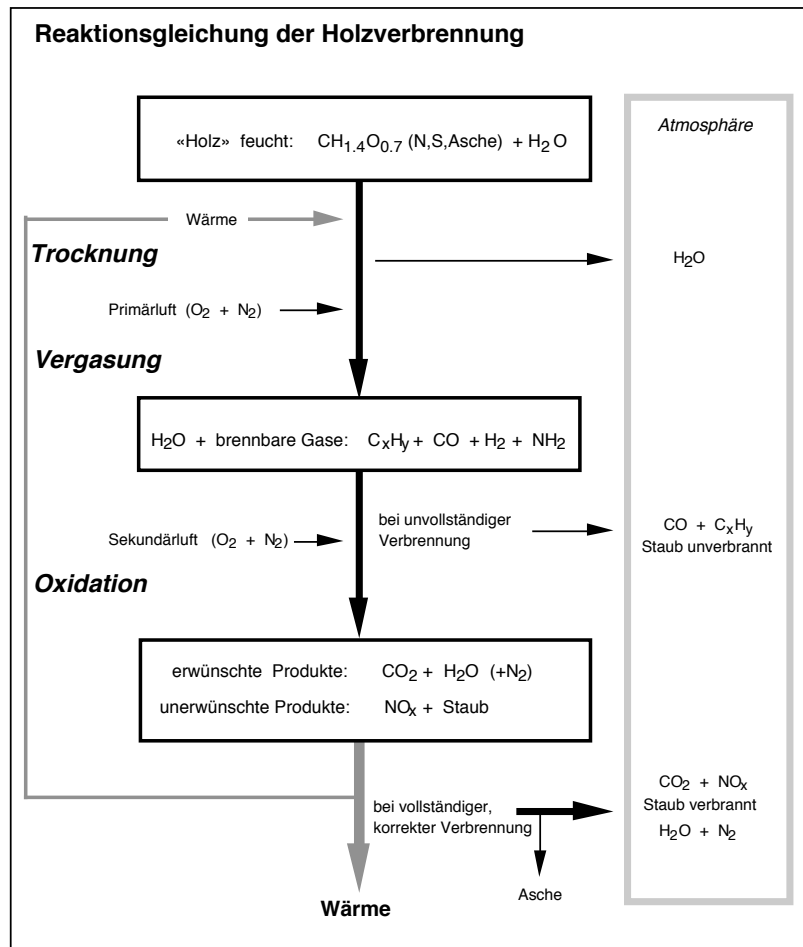 Reaktionsgleichung der Holzverbrennung
Atmosphäre
«Holz» feucht: CH1.4O0.7 (N,S,Asche) + H2O
Wärme
Trocknung
H2O
Primärluft (O2 + N2)
Vergasung
H2O + brennbare Gase: CxHy + CO + H2 + NH2
bei unvollständiger
Verbrennung
CO + CxHy
Staub unverbrannt
Sekundärluft (O2 + N2)
Oxidation
erwünschte Produkte: CO2 + H2O (+N2)
unerwünschte Produkte: NOx + Staub
CO2 + NOx
Staub verbrannt
H2O + N2
bei vollständiger,
korrekter Verbrennung
Asche
Wärme